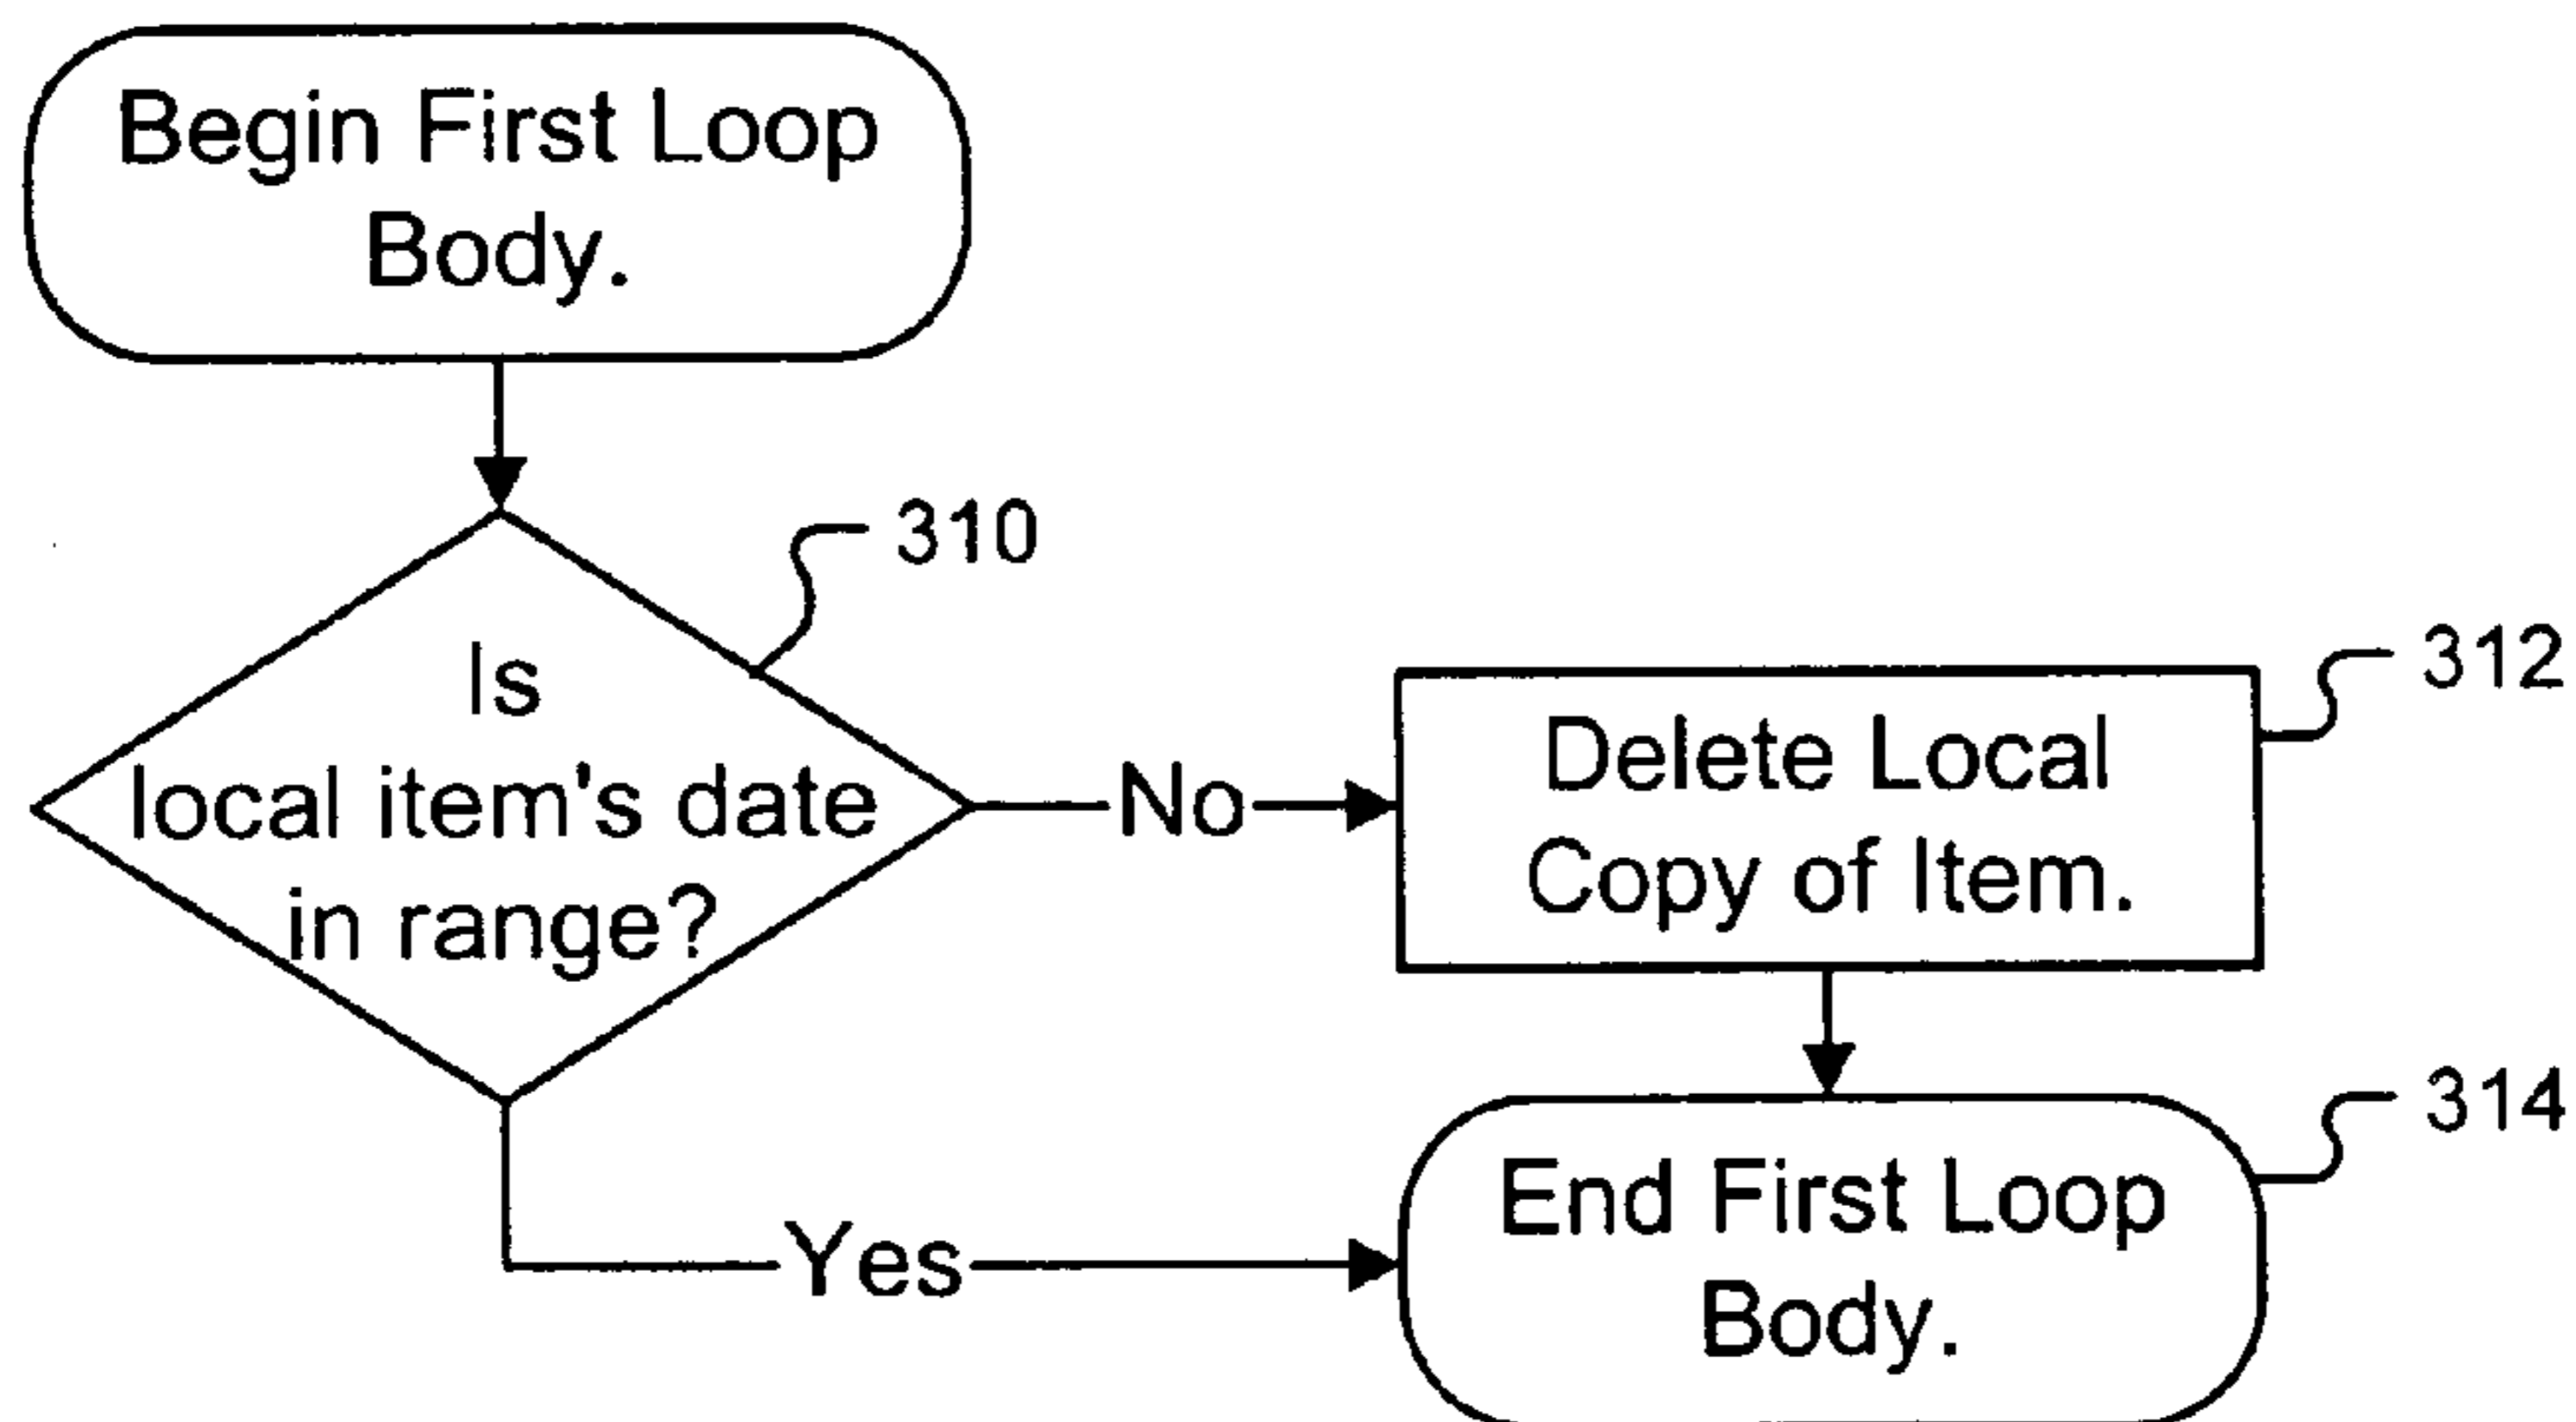 Begin First Loop
Body.
310
Is
local item's date
in range?
No
312
Delete Local
Copy of Item.
314
Yes
End First Loop
Body.